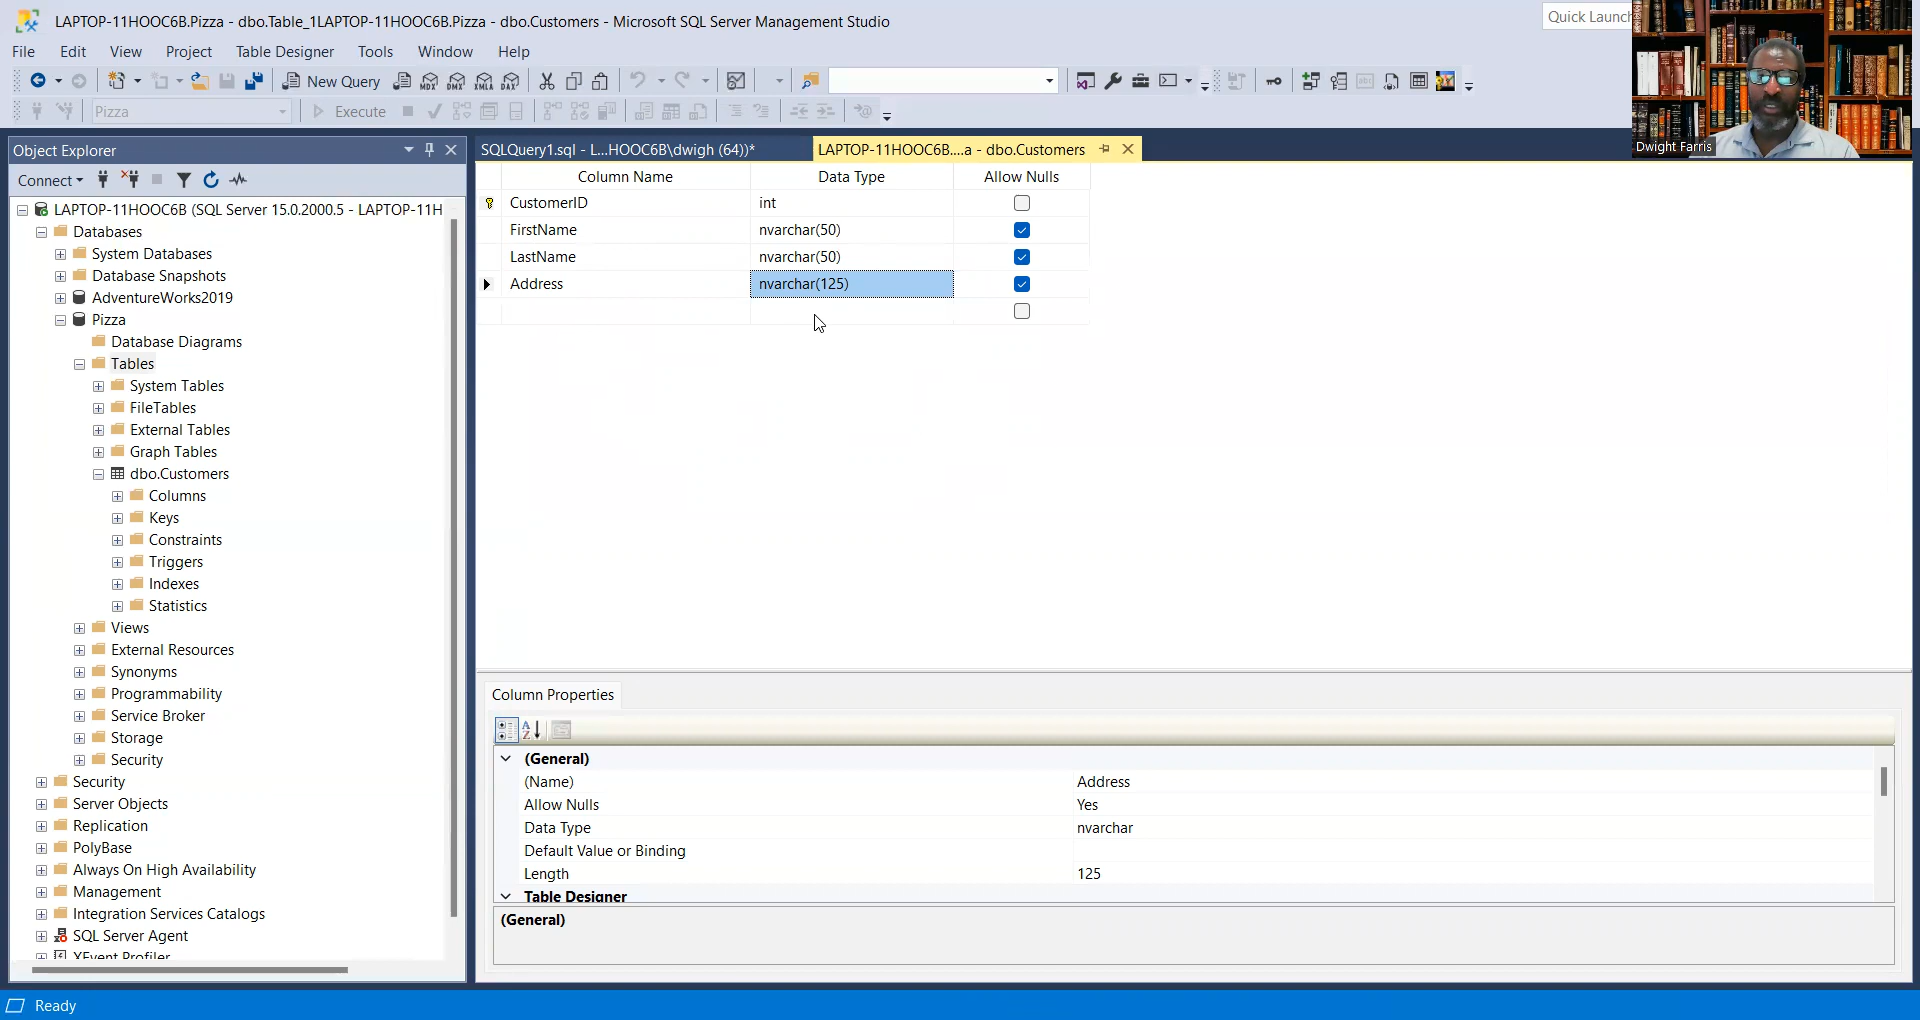 LAPTOP-11HOOC6B.Pizza - dbo.Table_1LAPTOP-11HOOC6B.Pizza - dbo.Customers - Microsoft SQL Server Management Studio
Quick Launch
File Edit View Project Table Designer Tools Window Help
New Query
MDX DMX XMLA DAX
Pizza
Execute
Dwight Farris
Object Explorer
Connect
LAPTOP-11HOOC6B (SQL Server 15.0.2000.5 - LAPTOP-11H
Databases
System Databases
Database Snapshots
AdventureWorks2019
Pizza
Database Diagrams
Tables
System Tables
FileTables
External Tables
Graph Tables
dbo.Customers
Columns
Keys
Constraints
Triggers
Indexes
Statistics
Views
External Resources
Synonyms
Programmability
Service Broker
Storage
Security
Security
Server Objects
Replication
PolyBase
Always On High Availability
Management
Integration Services Catalogs
SQL Server Agent
XEvent Profiler
SQLQuery1.sql - L...HOOC6B\dwigh (64))*
LAPTOP-11HOOC6B....a - dbo.Customers
Column Name Data Type Allow Nulls
CustomerID int
FirstName nvarchar(50)
LastName nvarchar(50)
Address nvarchar(125)
Column Properties
(General)
(Name) Address
Allow Nulls Yes
Data Type nvarchar
Default Value or Binding
Length 125
Table Designer
(General)
Ready